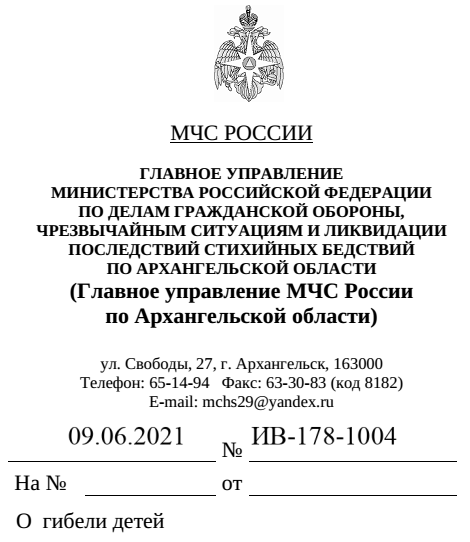 МЧС РОССИИ
ГЛАВНОЕ УПРАВЛЕНИЕ
МИНИСТЕРСТВА РОССИЙСКОЙ ФЕДЕРАЦИИ
ПО ДЕЛАМ ГРАЖДАНСКОЙ ОБОРОНЫ,
ЧРЕЗВЫЧАЙНЫМ СИТУАЦИЯМ И ЛИКВИДАЦИИ
ПОСЛЕДСТВИЙ СТИХИЙНЫХ БЕДСТВИЙ
ПО АРХАНГЕЛЬСКОЙ ОБЛАСТИ
(Главное управление МЧС России
по Архангельской области)
ул. Свободы, 27, г. Архангельск, 163000
Телефон: 65-14-94 Факс: 63-30-83 (код 8182)
E-mail: mchs29@yandex.ru
09.06.2021 № ИВ-178-1004
На № от
О гибели детей